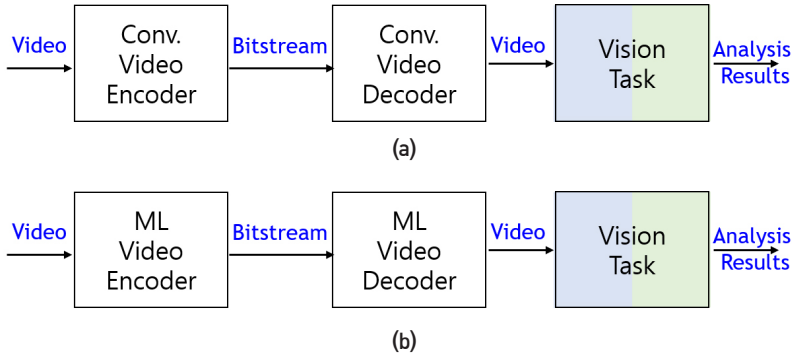 Video
Conv.
Video
Encoder
Bitstream
Conv.
Video
Decoder
Video
Vision
Task
Analysis
Results
(a)
Video
ML
Video
Encoder
Bitstream
ML
Video
Decoder
Video
Vision
Task
Analysis
Results
(b)